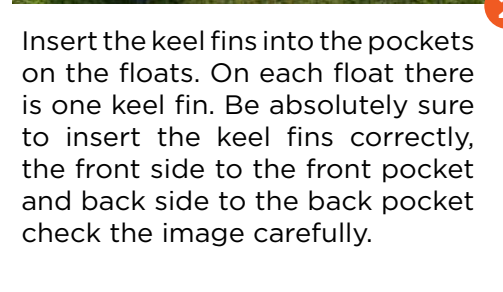 Insert the keel fins into the pockets
on the floats. On each float there
is one keel fin. Be absolutely sure
to insert the keel fins correctly,
the front side to the front pocket
and back side to the back pocket
check the image carefully.